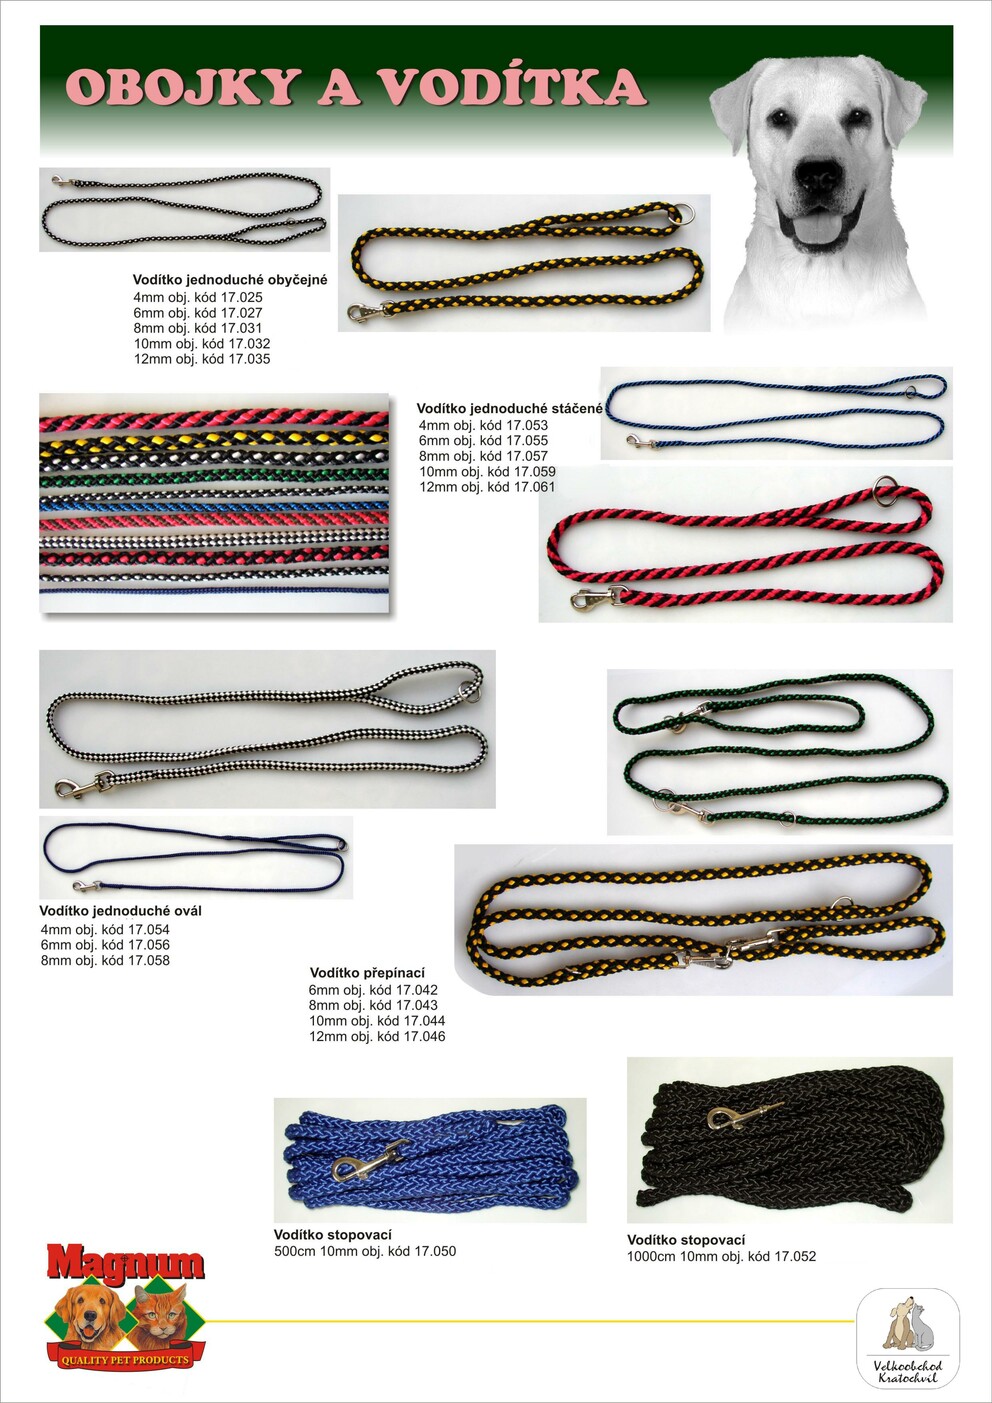 OBOJKY A VODÍTKA
Vodítko jednoduché obyčejné
4mm obj. kód 17.025
6mm obj. kód 17.027
8mm obj. kód 17.031
10mm obj. kód 17.032
12mm obj. kód 17.035
Vodítko jednoduché stáčené
4mm obj. kód 17.053
6mm obj. kód 17.055
8mm obj. kód 17.057
10mm obj. kód 17.059
12mm obj. kód 17.061
Vodítko jednoduché ovál
4mm obj. kód 17.054
6mm obj. kód 17.056
8mm obj. kód 17.058
Vodítko přepínací
6mm obj. kód 17.042
8mm obj. kód 17.043
10mm obj. kód 17.044
12mm obj. kód 17.046
Vodítko stopovací
500cm 10mm obj. kód 17.050
Vodítko stopovací
1000cm 10mm obj. kód 17.052
Magnum
QUALITY PET PRODUCTS
Velkoobchod
Kratochvíl